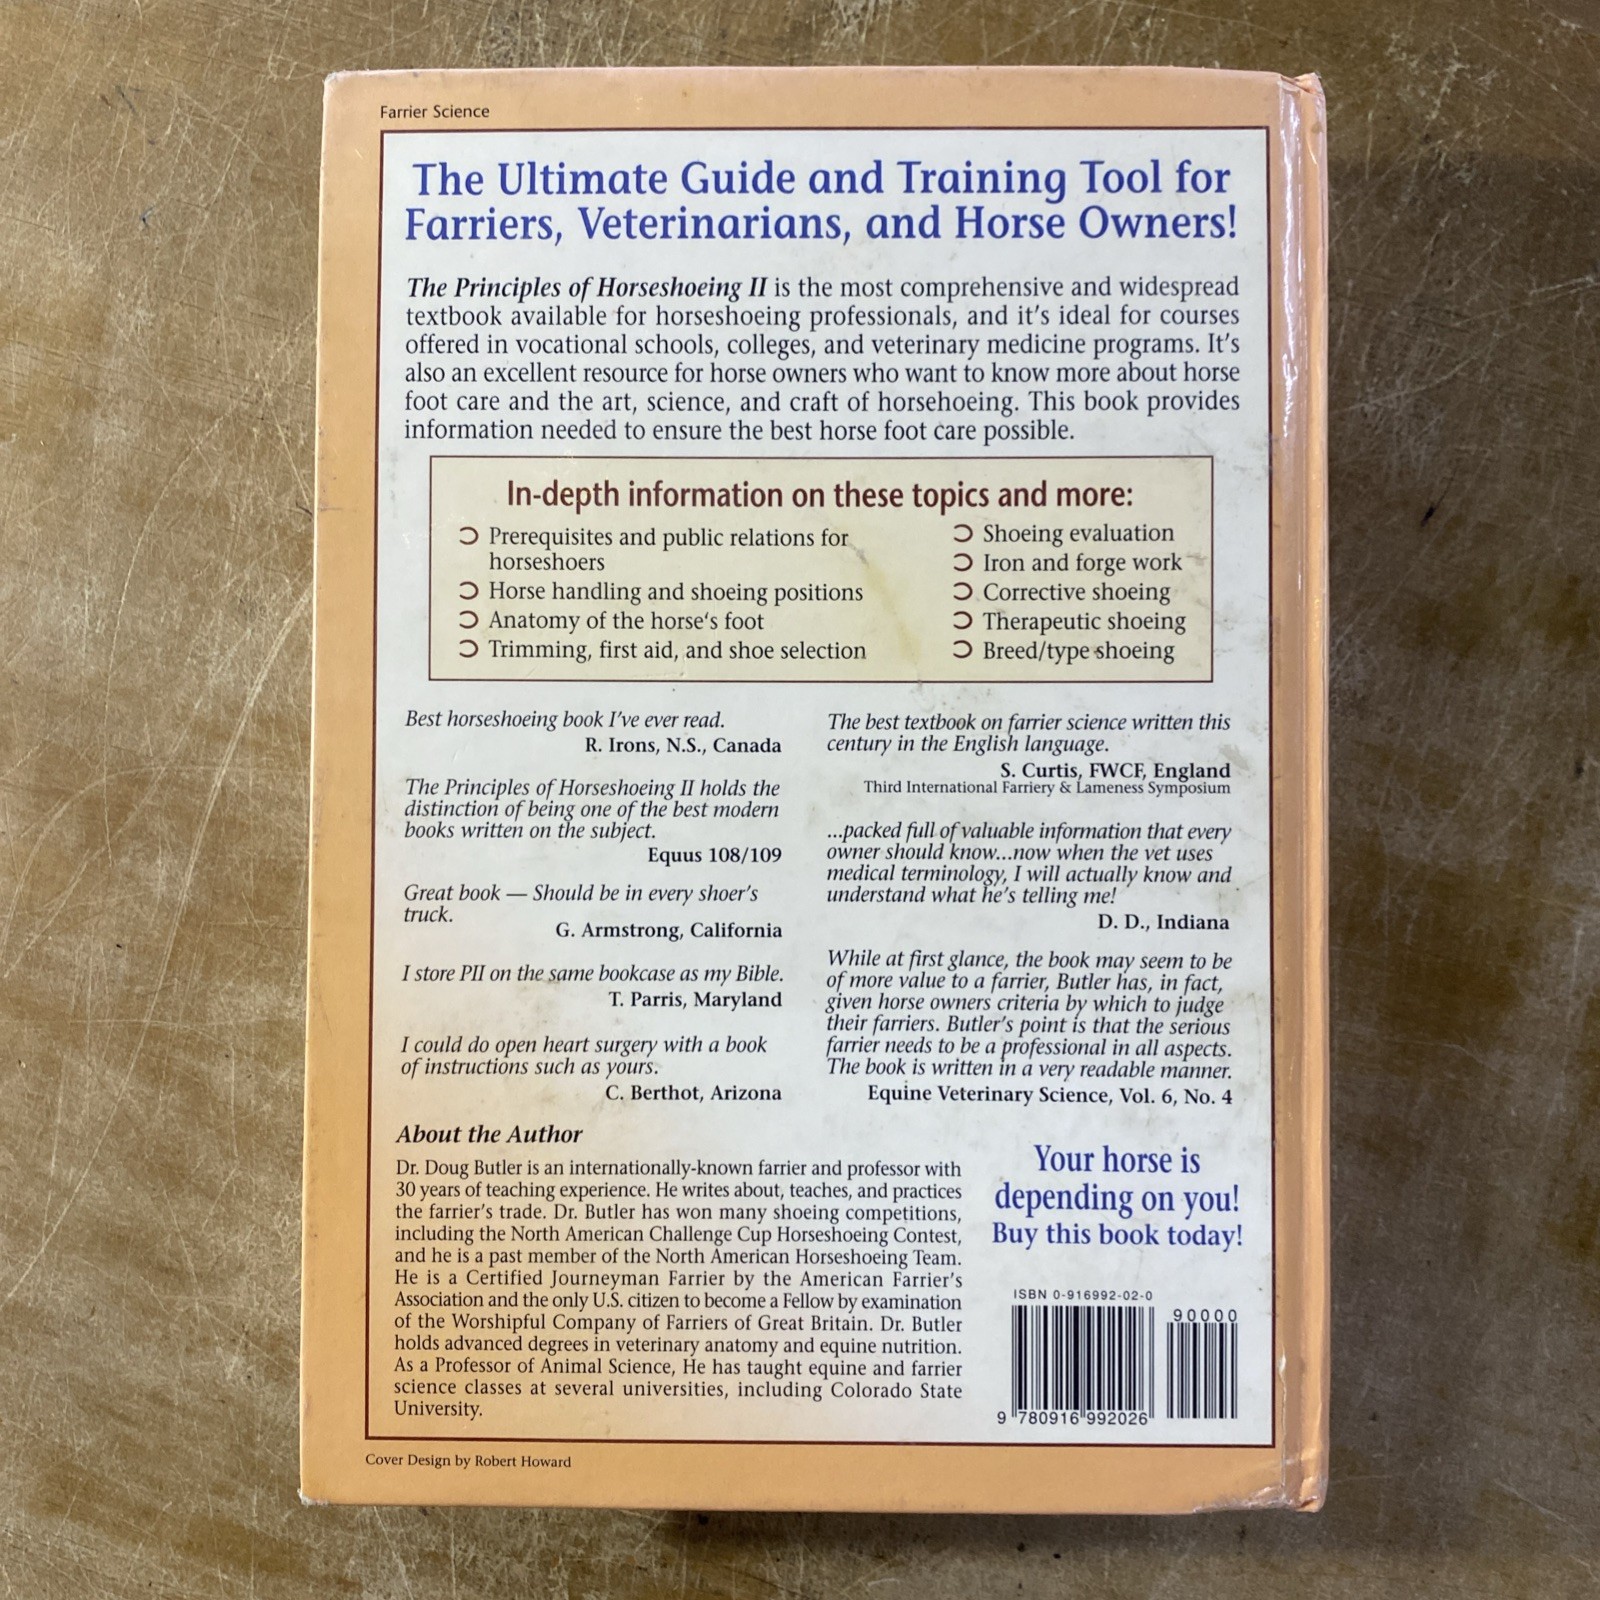 Farrier Science
The Ultimate Guide and Training Tool for
Farriers, Veterinarians, and Horse Owners!
The Principles of Horseshoeing II is the most comprehensive and widespread
textbook available for horseshoeing professionals, and it's ideal for courses
offered in vocational schools, colleges, and veterinary medicine programs. It's
also an excellent resource for horse owners who want to know more about horse
foot care and the art, science, and craft of horsehoeing. This book provides
information needed to ensure the best horse foot care possible.
In-depth information on these topics and more:
Prerequisites and public relations for
horseshoers
Horse handling and shoeing positions
Anatomy of the horse's foot
Trimming, first aid, and shoe selection
Shoeing evaluation
Iron and forge work
Corrective shoeing
Therapeutic shoeing
Breed/type shoeing
Best horseshoeing book I've ever read.
R. Irons, N.S., Canada
The Principles of Horseshoeing II holds the
distinction of being one of the best modern
books written on the subject.
Equus 108/109
Great book — Should be in every shoer's
truck.
G. Armstrong, California
I store PII on the same bookcase as my Bible.
T. Parris, Maryland
I could do open heart surgery with a book
of instructions such as yours.
C. Berthot, Arizona
The best textbook on farrier science written this
century in the English language.
S. Curtis, FWCF, England
Third International Farriery & Lameness Symposium
...packed full of valuable information that every
owner should know...now when the vet uses
medical terminology, I will actually know and
understand what he's telling me!
D. D., Indiana
While at first glance, the book may seem to be
of more value to a farrier, Butler has, in fact,
given horse owners criteria by which to judge
their farriers. Butler's point is that the serious
farrier needs to be a professional in all aspects.
The book is written in a very readable manner.
Equine Veterinary Science, Vol. 6, No. 4
About the Author
Dr. Doug Butler is an internationally-known farrier and professor with
30 years of teaching experience. He writes about, teaches, and practices
the farrier's trade. Dr. Butler has won many shoeing competitions,
including the North American Challenge Cup Horseshoeing Contest,
and he is a past member of the North American Horseshoeing Team.
He is a Certified Journeyman Farrier by the American Farrier's
Association and the only U.S. citizen to become a Fellow by examination
of the Worshipful Company of Farriers of Great Britain. Dr. Butler
holds advanced degrees in veterinary anatomy and equine nutrition.
As a Professor of Animal Science, He has taught equine and farrier
science classes at several universities, including Colorado State
University.
Your horse is
depending on you!
Buy this book today!
ISBN 0-916992-02-0
90000
9 780916 992026
Cover Design by Robert Howard